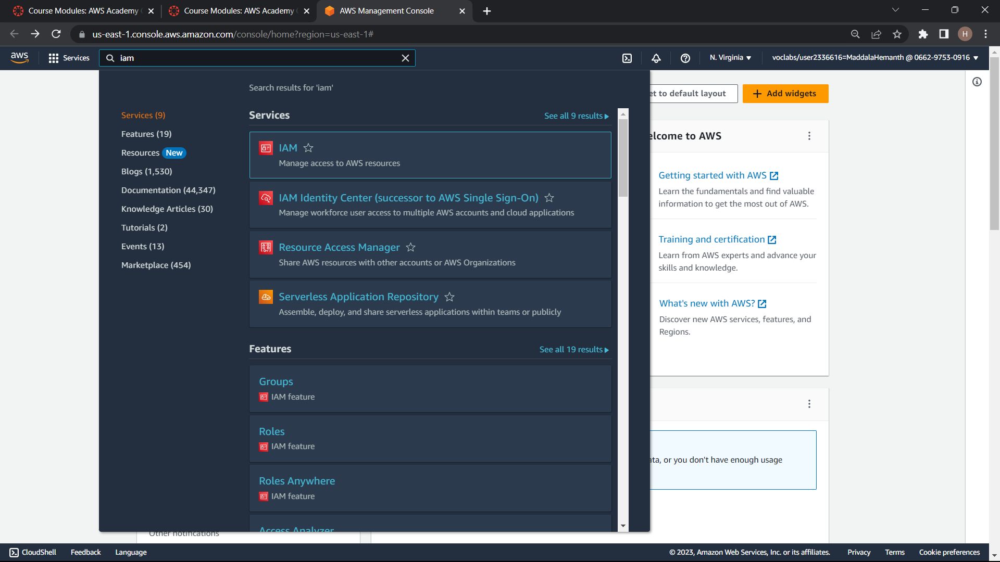 Course Modules: AWS Academy
Course Modules: AWS Academy
AWS Management Console
us-east-1.console.aws.amazon.com/console/home?region=us-east-1#
H
aws
Services
iam
N. Virginia
voclabs/user2336616=MaddalaHemanth @ 0662-9753-0916
Search results for 'iam'
Services (9)
Features (19)
Resources New
Blogs (1,530)
Documentation (44,347)
Knowledge Articles (30)
Tutorials (2)
Events (13)
Marketplace (454)
Services
See all 9 results
IAM
Manage access to AWS resources
IAM Identity Center (successor to AWS Single Sign-On)
Manage workforce user access to multiple AWS accounts and cloud applications
Resource Access Manager
Share AWS resources with other accounts or AWS Organizations
Serverless Application Repository
Assemble, deploy, and share serverless applications within teams or publicly
Features
See all 19 results
Groups
IAM feature
Roles
IAM feature
Roles Anywhere
IAM feature
Access Analyzer
et to default layout
Add widgets
elcome to AWS
Getting started with AWS
Learn the fundamentals and find valuable
information to get the most out of AWS.
Training and certification
Learn from AWS experts and advance your
skills and knowledge.
What's new with AWS?
Discover new AWS services, features, and
Regions.
ata, or you don't have enough usage
Other notifications
CloudShell
Feedback
Language
© 2023, Amazon Web Services, Inc. or its affiliates.
Privacy
Terms
Cookie preferences